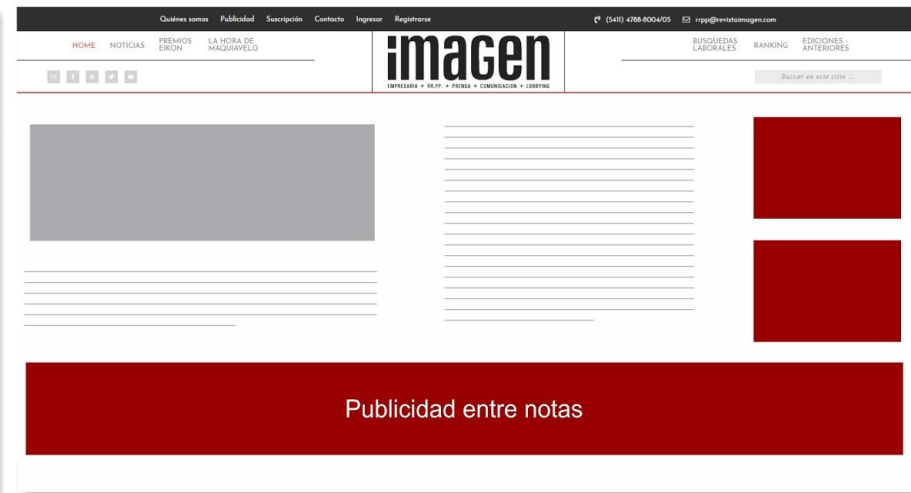 Quiénes somos Publicidad Suscripción Contacto Ingresar Registrarse (5411) 4788-8004/05 rrpp@revistaimagen.com
HOME NOTICIAS PREMIOS EIKON LA HORA DE MAQUIAVELO
imagen
EMPRESARIA + RR.PP. + PRENSA + COMUNICACION + LOBBYING
BÚSQUEDAS LABORALES RANKING EDICIONES ANTERIORES
Buscar en este sitio ...
Publicidad entre notas